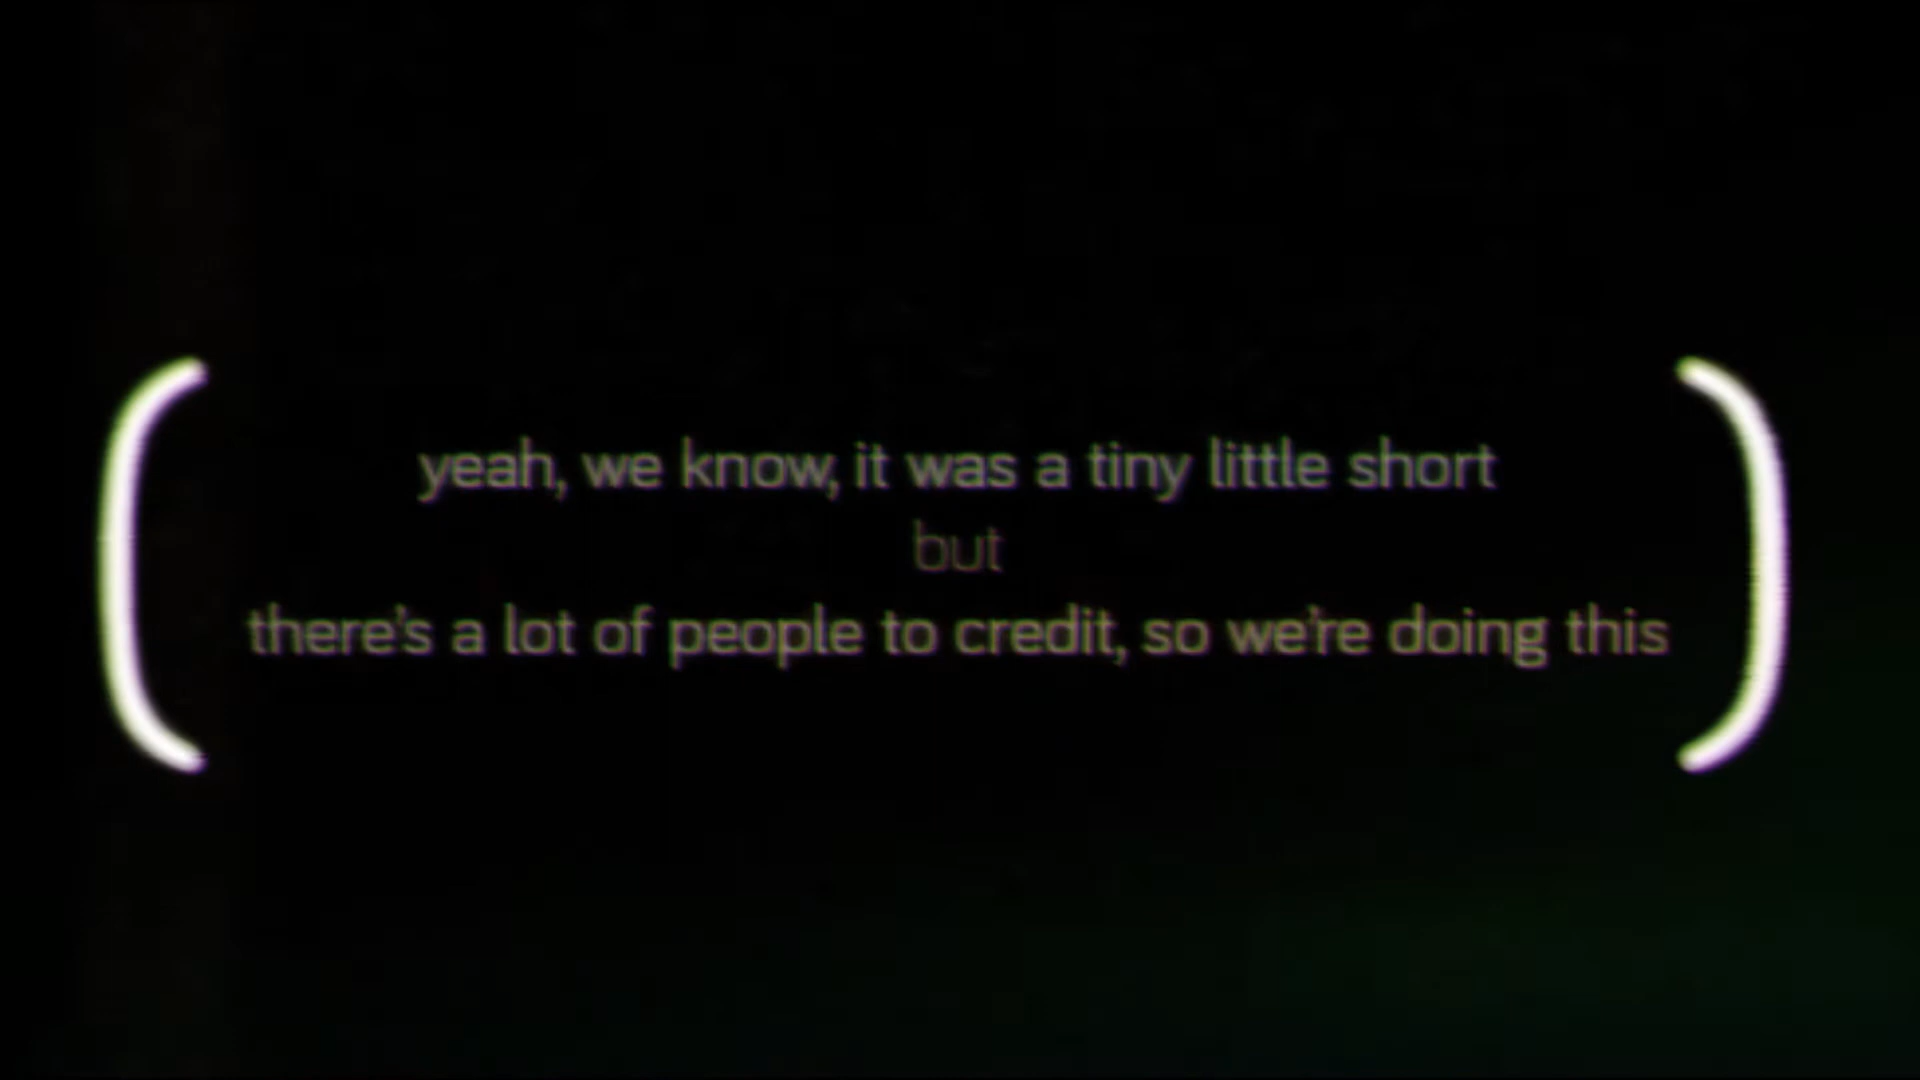 yeah, we know, it was a tiny little short
but
there's a lot of people to credit, so we're doing this